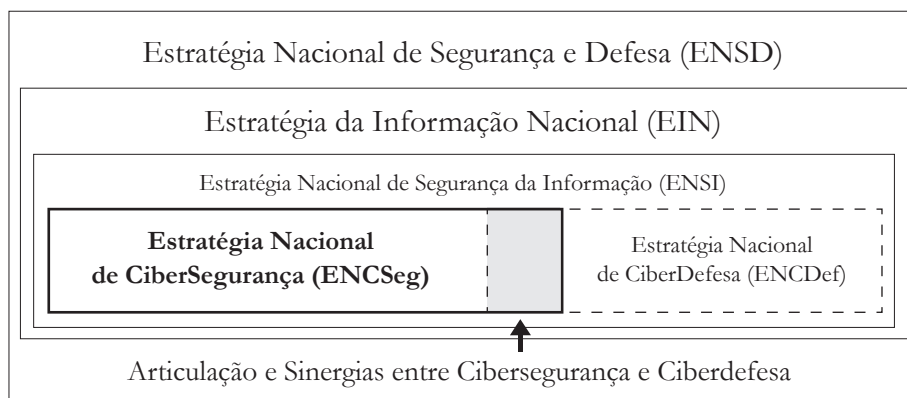 Estratégia Nacional de Segurança e Defesa (ENSD)
Estratégia da Informação Nacional (EIN)
Estratégia Nacional de Segurança da Informação (ENSI)
Estratégia Nacional
de CiberSegurança (ENCSeg)
Estratégia Nacional
de CiberDefesa (ENCDef)
Articulação e Sinergias entre Cibersegurança e Ciberdefesa